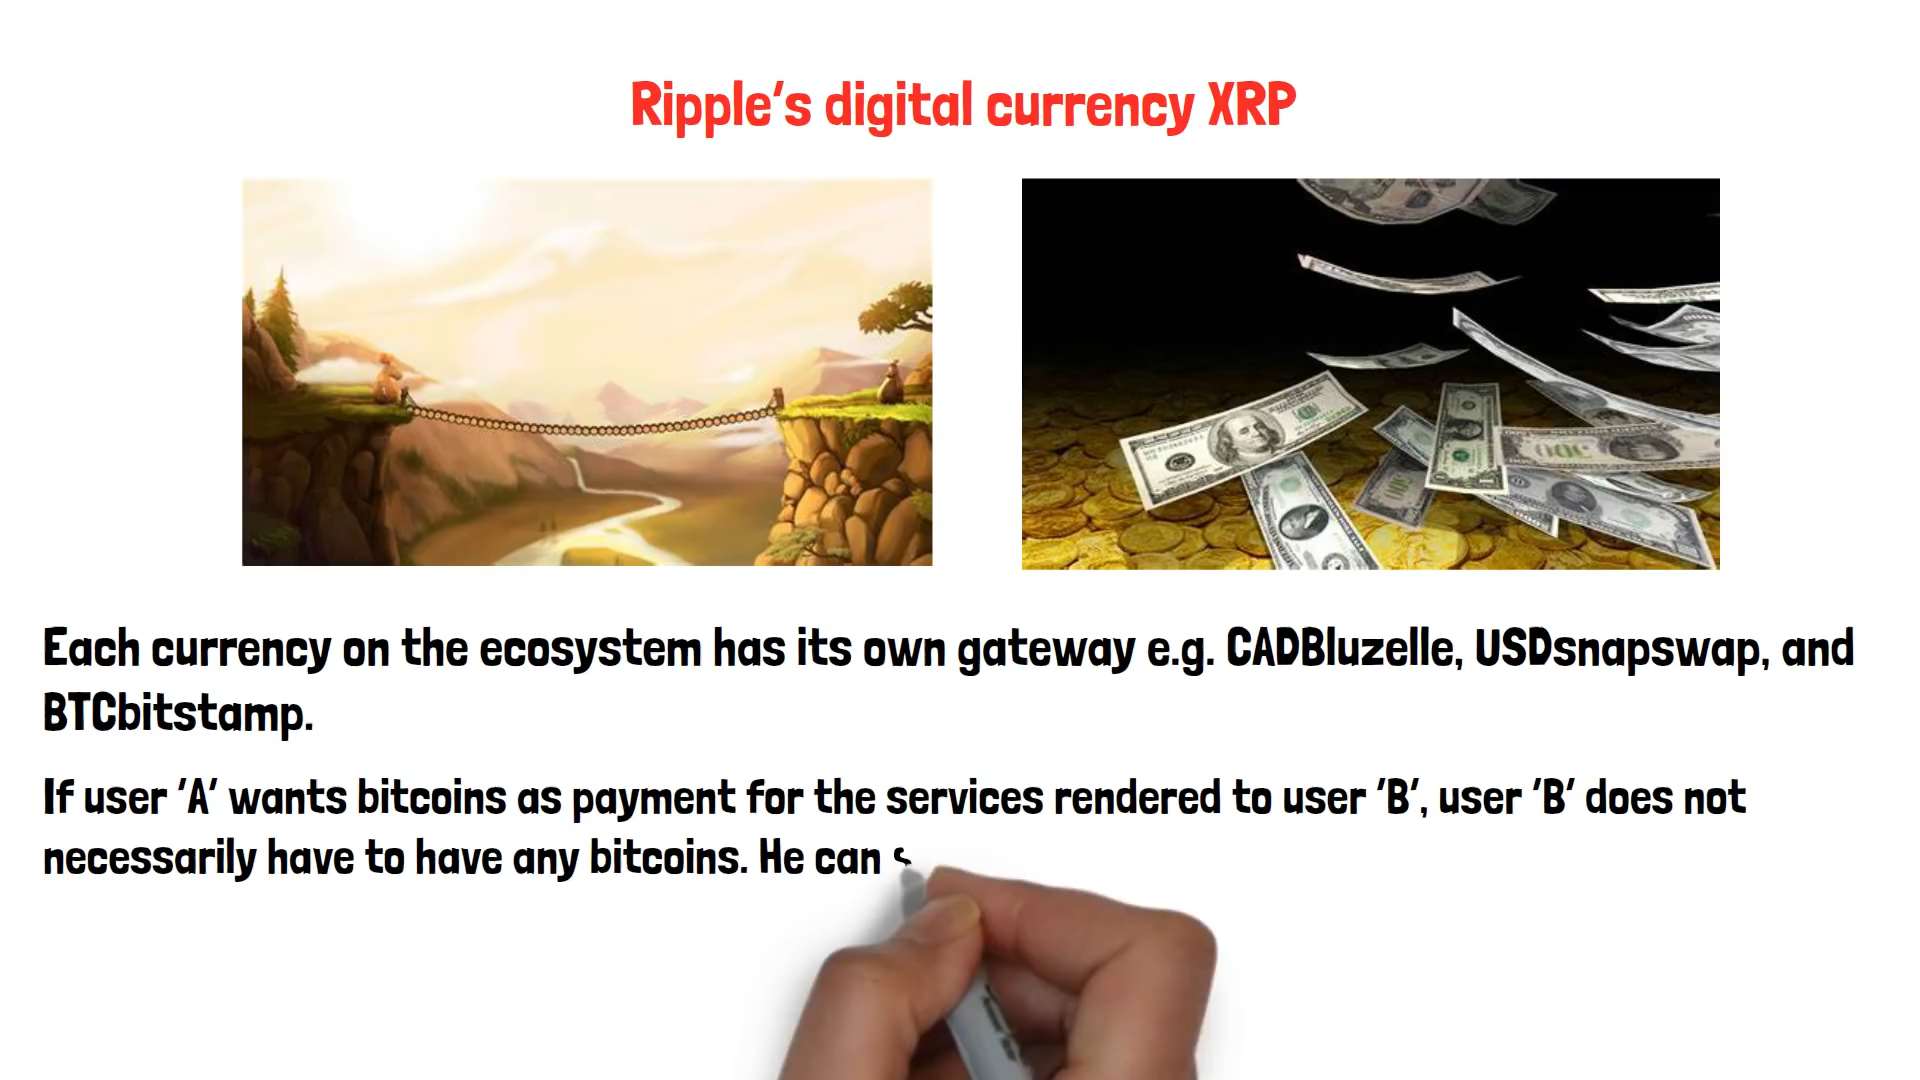 Ripple's digital currency XRP
Each currency on the ecosystem has its own gateway e.g. CADBluzelle, USDsnapswap, and
BTCbitstamp.
If user 'A' wants bitcoins as payment for the services rendered to user 'B', user 'B' does not
necessarily have to have any bitcoins. He can s